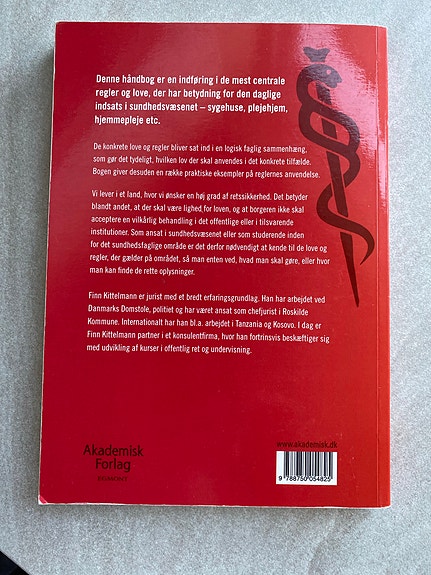 Denne håndbog er en indføring i de mest centrale
regler og love, der har betydning for den daglige
indsats i sundhedsvæsenet – sygehuse, plejehjem,
hjemmepleje etc.
De konkrete love og regler bliver sat ind i en logisk faglig sammenhæng,
som gør det tydeligt, hvilken lov der skal anvendes i det konkrete tilfælde.
Bogen giver desuden en række praktiske eksempler på reglernes anvendelse.
Vi lever i et land, hvor vi ønsker en høj grad af retssikkerhed. Det betyder
blandt andet, at der skal være lighed for loven, og at borgeren ikke skal
acceptere en vilkårlig behandling i det offentlige eller i tilsvarende
institutioner. Som ansat i sundhedsvæsenet eller som studerende inden
for det sundhedsfaglige område er det derfor nødvendigt at kende til de love og
regler, der gælder på området, så man enten ved, hvad man skal gøre, eller hvor
man kan finde de rette oplysninger.
Finn Kittelmann er jurist med et bredt erfaringsgrundlag. Han har arbejdet ved
Danmarks Domstole, politiet og har været ansat som chefjurist i Roskilde
Kommune. Internationalt har han bl.a. arbejdet i Tanzania og Kosovo. I dag er
Finn Kittelmann partner i et konsulentfirma, hvor han fortrinsvis beskæftiger sig
med udvikling af kurser i offentlig ret og undervisning.
Akademisk
Forlag
EGMONT
www.akademisk.dk
9 788750 054825